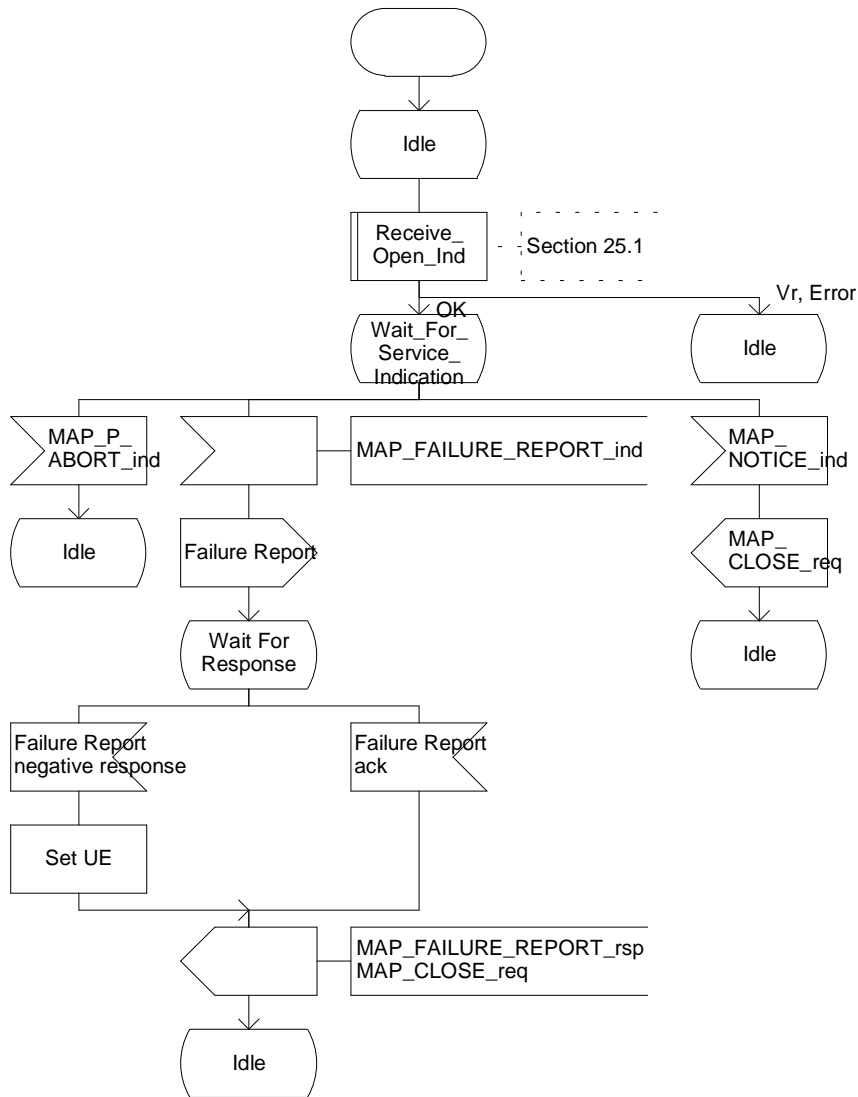 Idle
Receive_
Open_Ind
Section 25.1
Vr, Error
OK
Wait_For_
Service_
Indication
Idle
MAP_P_
ABORT_ind
MAP_FAILURE_REPORT_ind
MAP_
NOTICE_ind
Idle
Failure Report
MAP_
CLOSE_req
Wait For
Response
Idle
Failure Report
negative response
Failure Report
ack
Set UE
MAP_FAILURE_REPORT_rsp
MAP_CLOSE_req
Idle